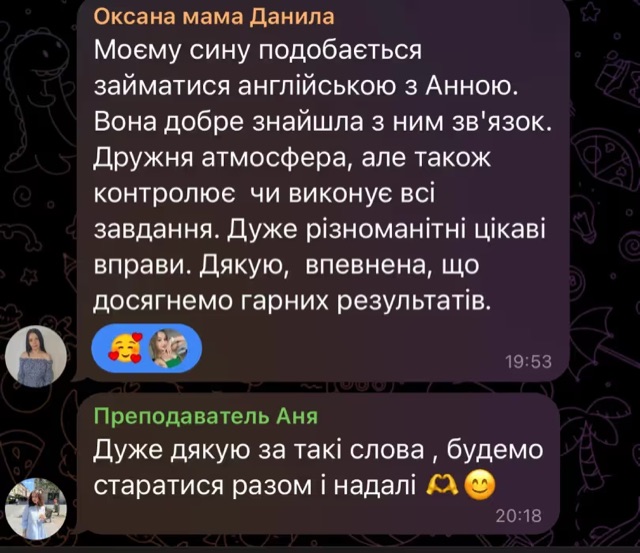 Оксана мама Данила
Моєму сину подобається
займатися англійською з Анною.
Вона добре знайшла з ним зв'язок.
Дружня атмосфера, але також
контролює  чи виконує всі
завдання. Дуже різноманітні цікаві
вправи. Дякую,  впевнена, що
досягнемо гарних результатів.
19:53
Преподаватель Аня
Дуже дякую за такі слова , будемо
старатися разом і надалі 🫶😊
20:18